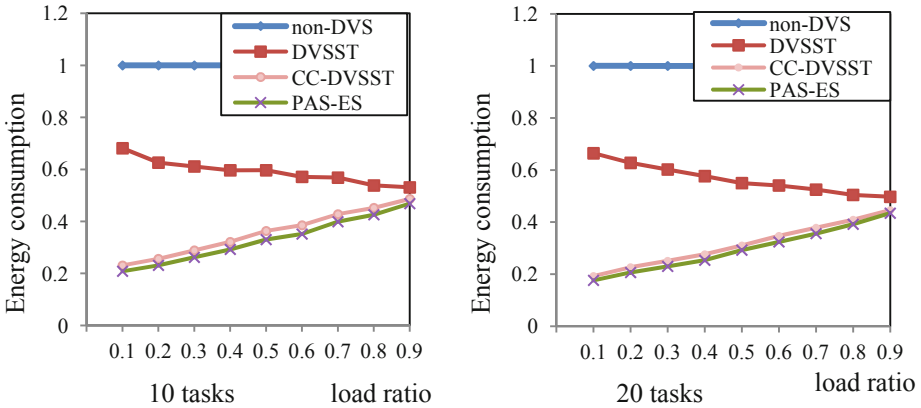 Energy consumption
1.2
1
0.8
0.6
0.4
0.2
0
non-DVS
DVSST
CC-DVSST
PAS-ES
0.1 0.2 0.3 0.4 0.5 0.6 0.7 0.8 0.9
10 tasks load ratio
Energy consumption
1.2
1
0.8
0.6
0.4
0.2
0
non-DVS
DVSST
CC-DVSST
PAS-ES
0.1 0.2 0.3 0.4 0.5 0.6 0.7 0.8 0.9
20 tasks load ratio